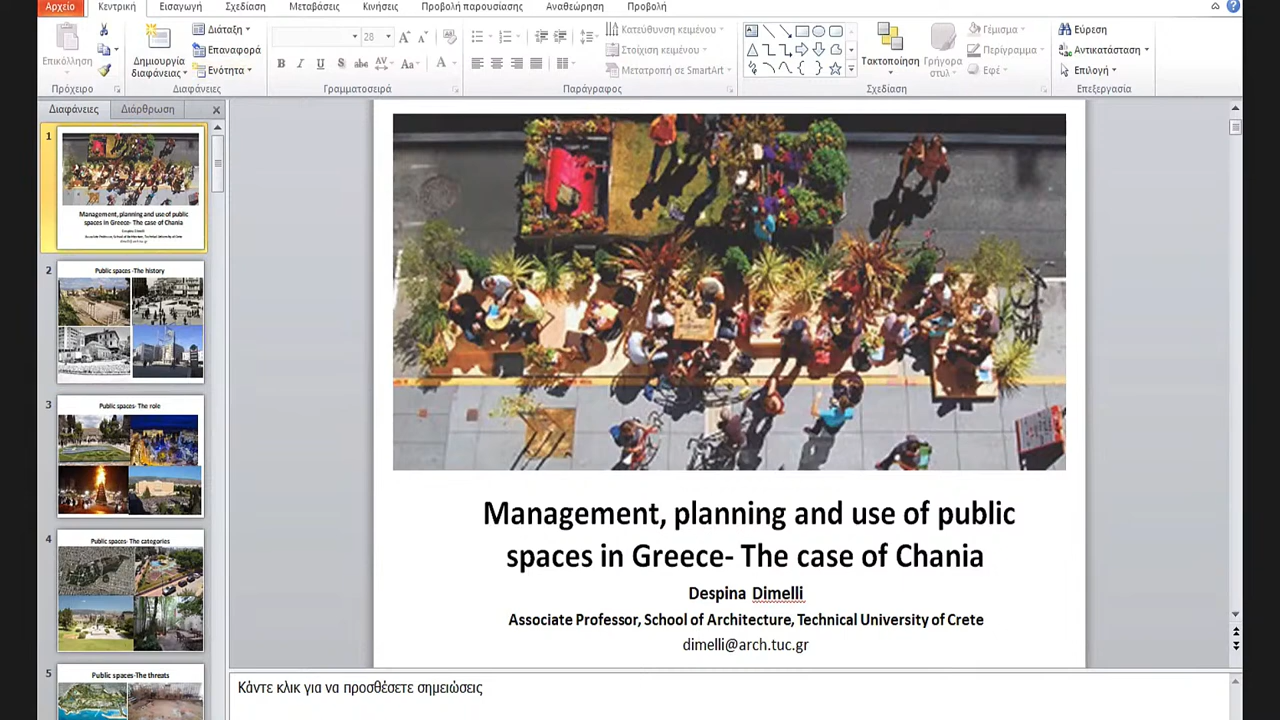 Αρχείο Κεντρική Εισαγωγή Σχεδίαση Μεταβάσεις Κινήσεις Προβολή παρουσίασης Αναθεώρηση Προβολή
Επικόλληση
Πρόχειρο
Δημιουργία
διαφάνειας
Διάταξη
Επαναφορά
Ενότητα
Διαφάνειες
28
Γραμματοσειρά
Κατεύθυνση κειμένου
Στοίχιση κειμένου
Μετατροπή σε SmartArt
Παράγραφος
Τακτοποίηση
Γρήγορα
στυλ
Γέμισμα
Περίγραμμα
Εφέ
Σχεδίαση
Εύρεση
Αντικατάσταση
Επιλογή
Επεξεργασία
Διαφάνειες Διάρθρωση
1
Management, planning and use of public
spaces in Greece- The case of Chania
2
Public spaces -The history
3
Public spaces- The role
4
Public spaces- The categories
5
Public spaces-The threats
Management, planning and use of public
spaces in Greece- The case of Chania
Despina Dimelli
Associate Professor, School of Architecture, Technical University of Crete
dimelli@arch.tuc.gr
Κάντε κλικ για να προσθέσετε σημειώσεις